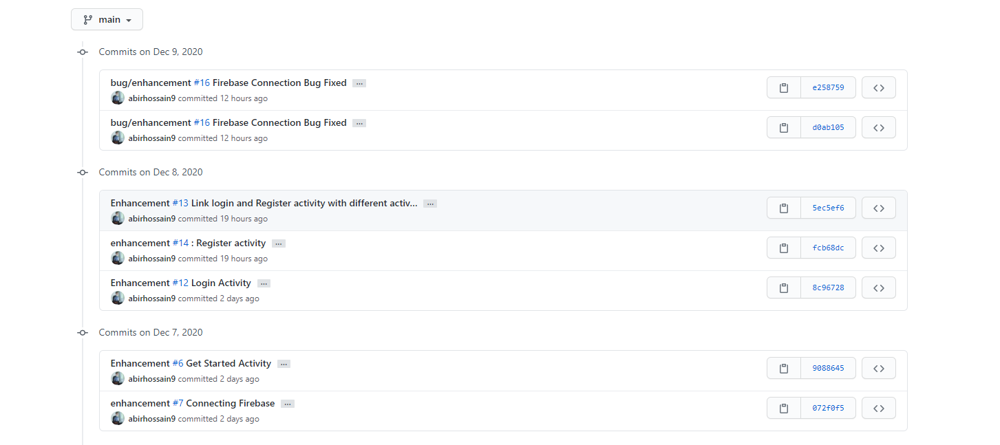 main
Commits on Dec 9, 2020
bug/enhancement #16 Firebase Connection Bug Fixed ...
e258759
abirhossain9 committed 12 hours ago
bug/enhancement #16 Firebase Connection Bug Fixed ...
d0ab105
abirhossain9 committed 12 hours ago
Commits on Dec 8, 2020
Enhancement #13 Link login and Register activity with different activ... ...
5ec5ef6
abirhossain9 committed 19 hours ago
enhancement #14 : Register activity ...
fcb68dc
abirhossain9 committed 19 hours ago
Enhancement #12 Login Activity ...
8c96728
abirhossain9 committed 2 days ago
Commits on Dec 7, 2020
Enhancement #6 Get Started Activity ...
9088645
abirhossain9 committed 2 days ago
enhancement #7 Connecting Firebase ...
072f0f5
abirhossain9 committed 2 days ago